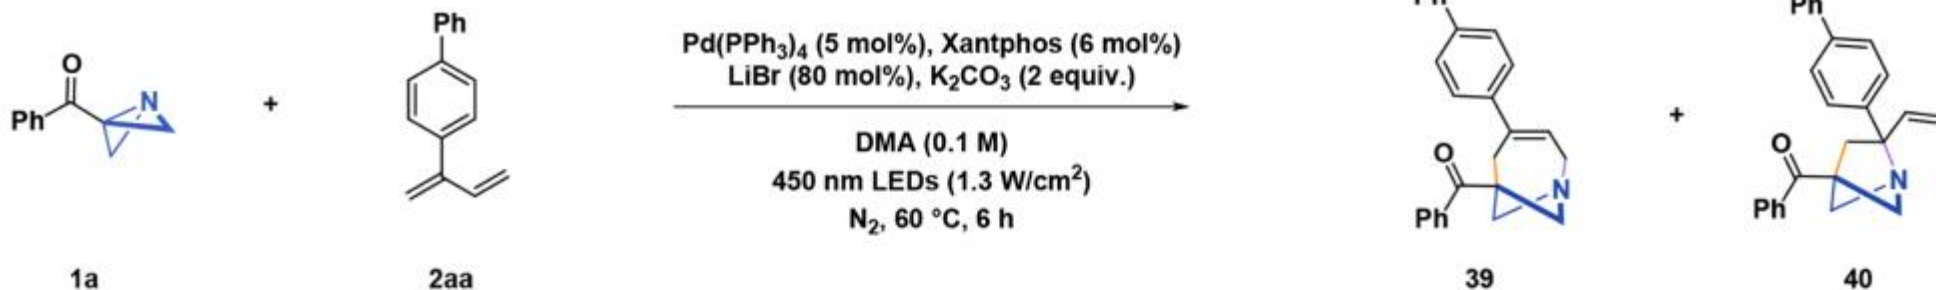 Ph
Ph
Ph
Pd(PPh3)4 (5 mol%), Xantphos (6 mol%)
LiBr (80 mol%), K2CO3 (2 equiv.)
O
Ph
N
+
DMA (0.1 M)
450 nm LEDs (1.3 W/cm2)
N2, 60 °C, 6 h
O
Ph
N
+
O
Ph
N
1a
2aa
39
40